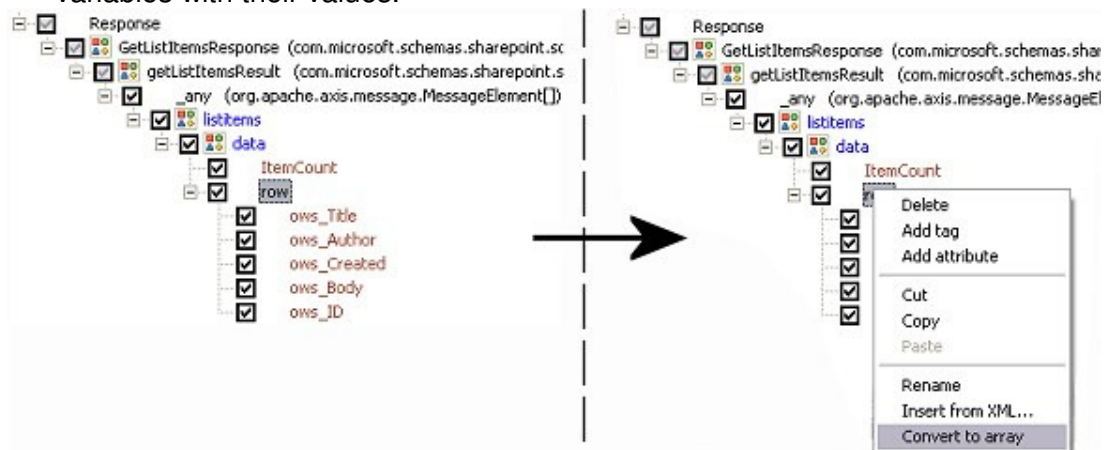 variables with their values.
Response
GetListItemsResponse (com.microsoft.schemas.sharepoint.sc
getListItemsResult (com.microsoft.schemas.sharepoint.s
_any (org.apache.axis.message.MessageElement[])
listitems
data
ItemCount
row
ows_Title
ows_Author
ows_Created
ows_Body
ows_ID
Response
GetListItemsResponse (com.microsoft.schemas.shar
getListItemsResult (com.microsoft.schemas.sha
_any (org.apache.axis.message.MessageEl
listitems
data
ItemCount
Delete
Add tag
Add attribute
Cut
Copy
Paste
Rename
Insert from XML...
Convert to array